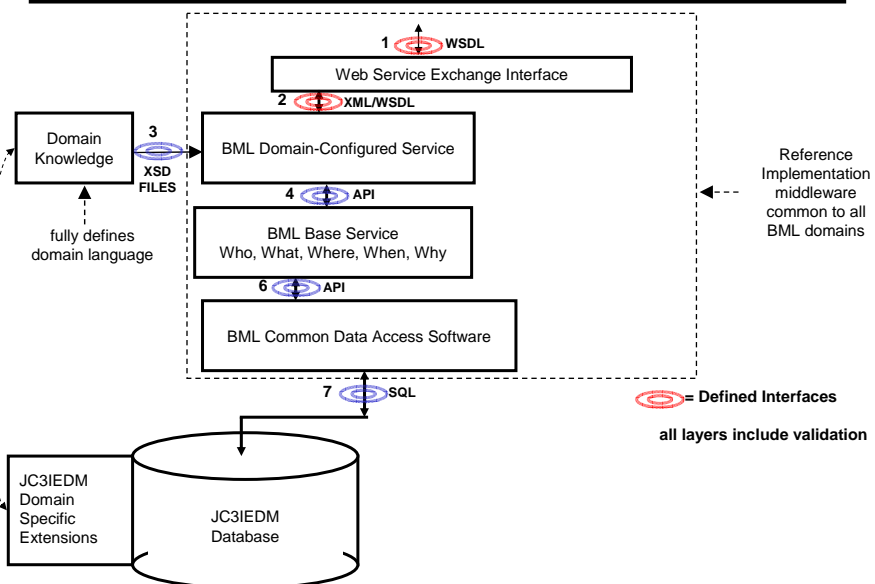 1 WSDL
Web Service Exchange Interface
2 XML/WSDL
Domain
Knowledge
3
XSD
FILES
BML Domain-Configured Service
Reference
Implementation
middleware
common to all
BML domains
4 API
fully defines
domain language
BML Base Service
Who, What, Where, When, Why
6 API
BML Common Data Access Software
7 SQL
= Defined Interfaces
all layers include validation
JC3IEDM
Domain
Specific
Extensions
JC3IEDM
Database